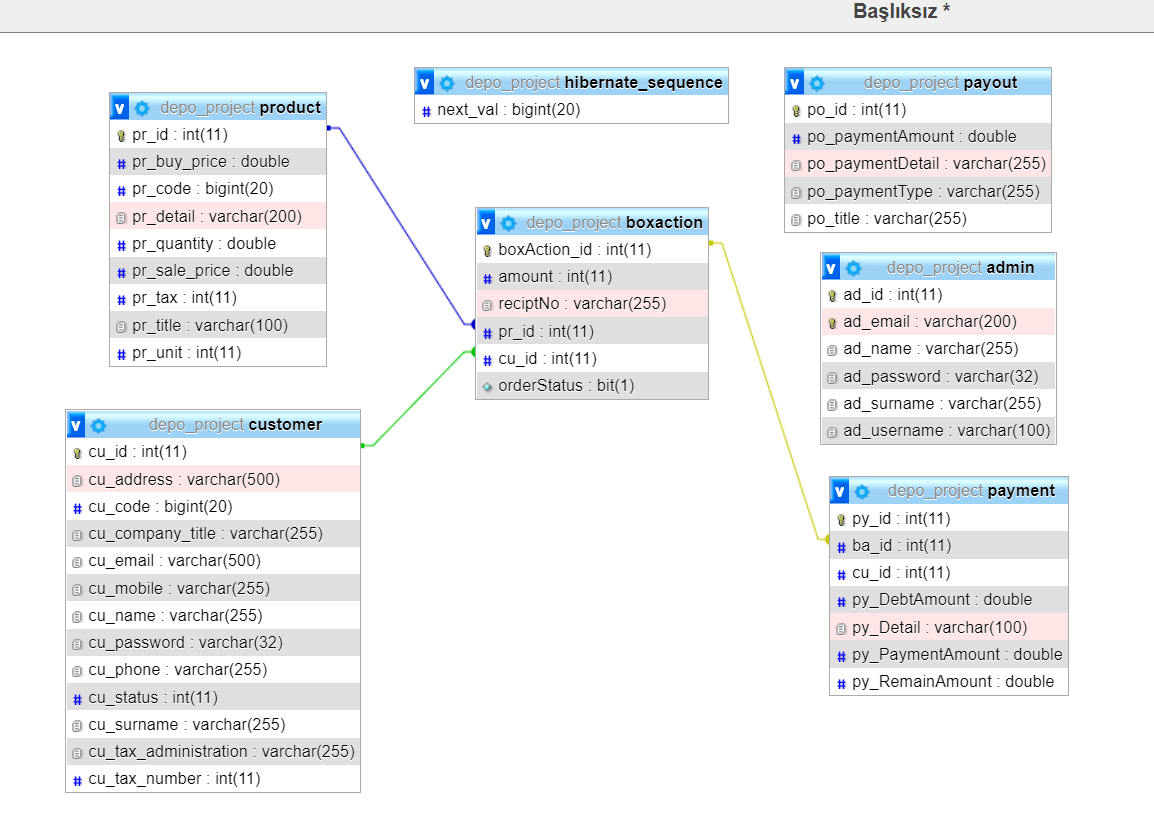 Başlıksız *
depo_project product
pr_id : int(11)
pr_buy_price : double
pr_code : bigint(20)
pr_detail : varchar(200)
pr_quantity : double
pr_sale_price : double
pr_tax : int(11)
pr_title : varchar(100)
pr_unit : int(11)
depo_project customer
cu_id : int(11)
cu_address : varchar(500)
cu_code : bigint(20)
cu_company_title : varchar(255)
cu_email : varchar(500)
cu_mobile : varchar(255)
cu_name : varchar(255)
cu_password : varchar(32)
cu_phone : varchar(255)
cu_status : int(11)
cu_surname : varchar(255)
cu_tax_administration : varchar(255)
cu_tax_number : int(11)
depo_project hibernate_sequence
next_val : bigint(20)
depo_project boxaction
boxAction_id : int(11)
amount : int(11)
reciptNo : varchar(255)
pr_id : int(11)
cu_id : int(11)
orderStatus : bit(1)
depo_project payout
po_id : int(11)
po_paymentAmount : double
po_paymentDetail : varchar(255)
po_paymentType : varchar(255)
po_title : varchar(255)
depo_project admin
ad_id : int(11)
ad_email : varchar(200)
ad_name : varchar(255)
ad_password : varchar(32)
ad_surname : varchar(255)
ad_username : varchar(100)
depo_project payment
py_id : int(11)
ba_id : int(11)
cu_id : int(11)
py_DebtAmount : double
py_Detail : varchar(100)
py_PaymentAmount : double
py_RemainAmount : double